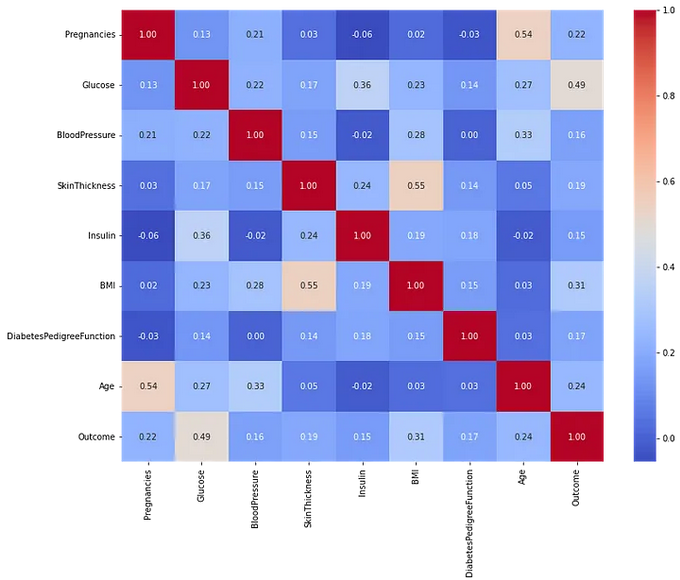 Pregnancies 1.00 0.13 0.21 0.03 -0.06 0.02 -0.03 0.54 0.22
Glucose 0.13 1.00 0.22 0.17 0.36 0.23 0.14 0.27 0.49
BloodPressure 0.21 0.22 1.00 0.15 -0.02 0.28 0.00 0.33 0.16
SkinThickness 0.03 0.17 0.15 1.00 0.24 0.55 0.14 0.05 0.19
Insulin -0.06 0.36 -0.02 0.24 1.00 0.19 0.18 -0.02 0.15
BMI 0.02 0.23 0.28 0.55 0.19 1.00 0.15 0.03 0.31
DiabetesPedigreeFunction -0.03 0.14 0.00 0.14 0.18 0.15 1.00 0.03 0.17
Age 0.54 0.27 0.33 0.05 -0.02 0.03 0.03 1.00 0.24
Outcome 0.22 0.49 0.16 0.19 0.15 0.31 0.17 0.24 1.00
Pregnancies
Glucose
BloodPressure
SkinThickness
Insulin
BMI
DiabetesPedigreeFunction
Age
Outcome
1.0
0.8
0.6
0.4
0.2
0.0